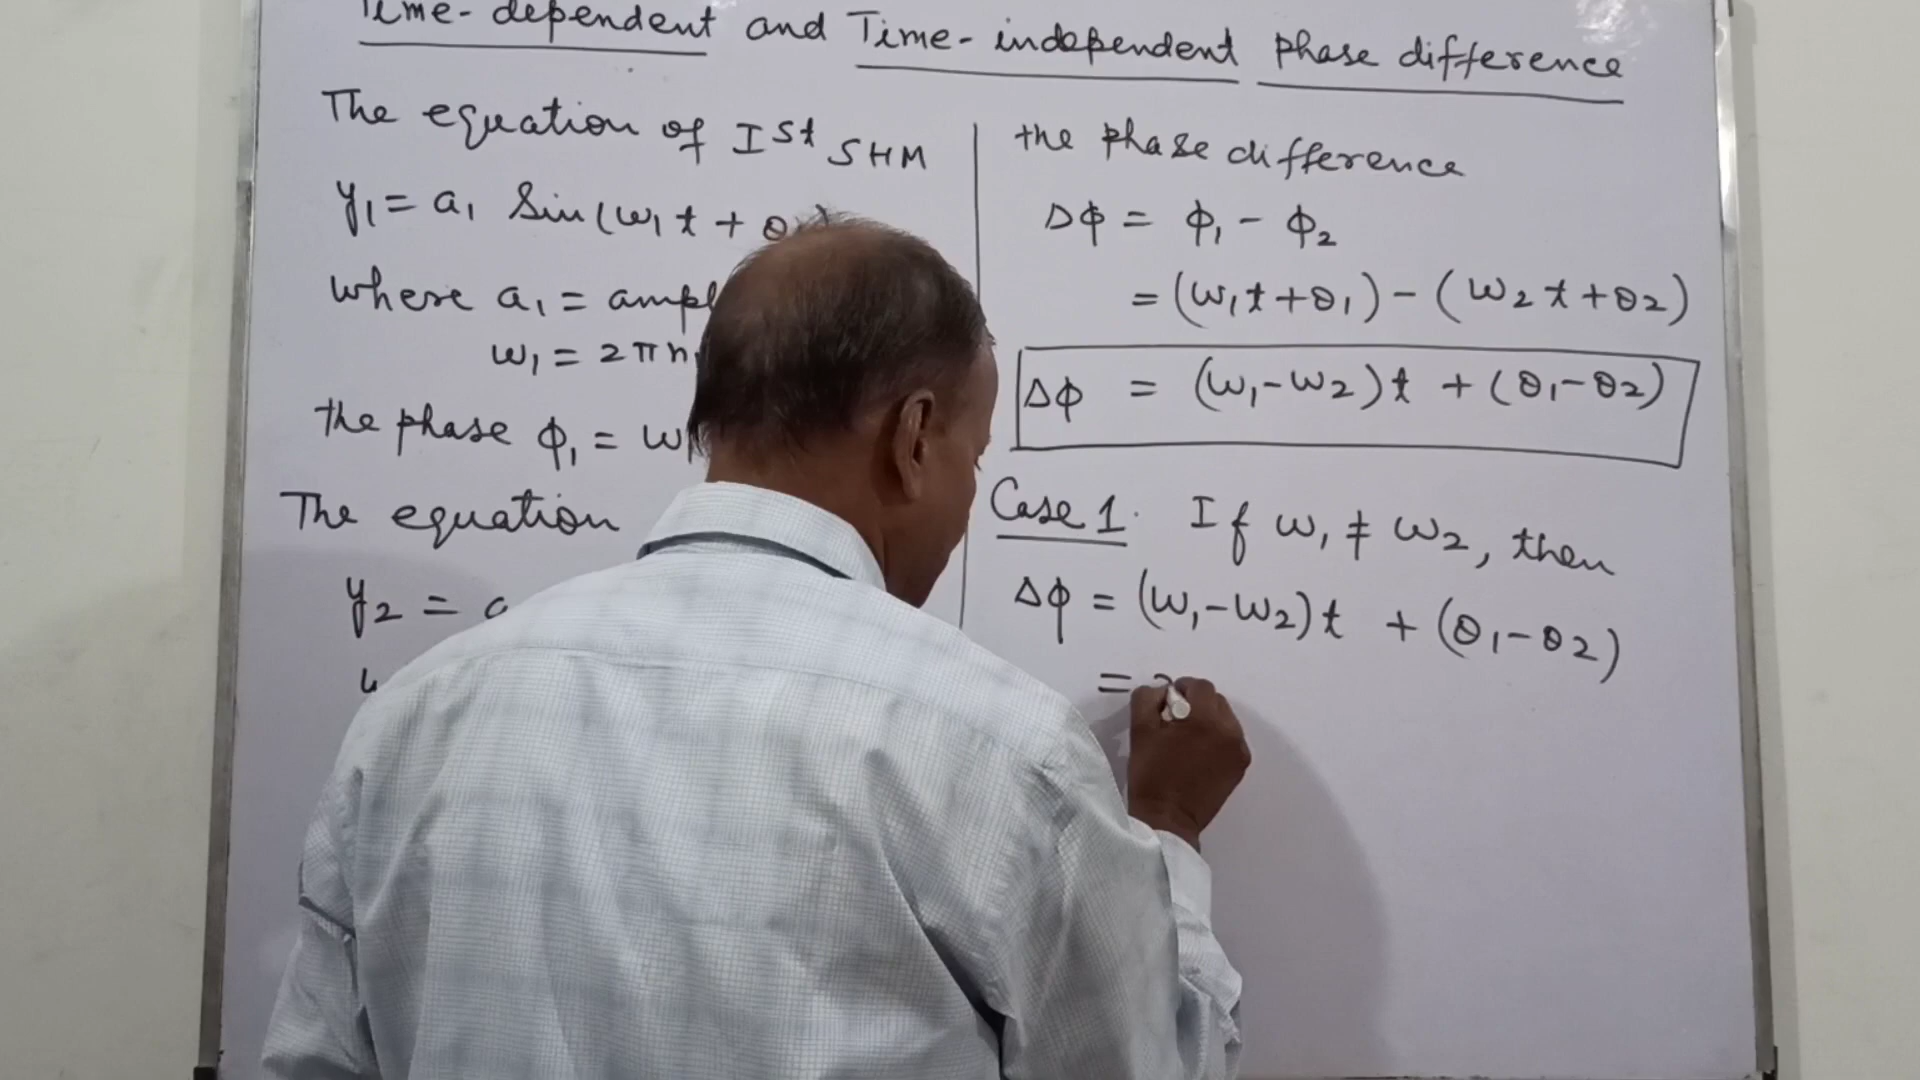 Time-dependent and Time-independent phase difference
The equation of Ist SHM
y₁ = a₁ Sin(ω₁t + θ
where a₁ = ampl
ω₁ = 2πn₁
the phase ϕ₁ = ω₁
The equation
y₂ =
the phase difference
Δϕ = ϕ₁ - ϕ₂
= (ω₁t+θ₁) - (ω₂t+θ₂)
Δϕ = (ω₁-ω₂)t + (θ₁-θ₂)
Case 1. If ω₁ ≠ ω₂, then
Δϕ = (ω₁-ω₂)t + (θ₁-θ₂)
=